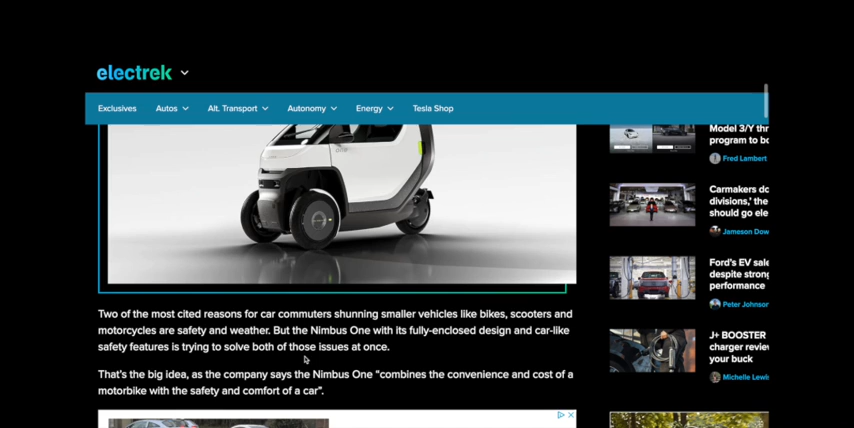 electrek
Exclusives Autos Alt. Transport Autonomy Energy Tesla Shop
one
Two of the most cited reasons for car commuters shunning smaller vehicles like bikes, scooters and
motorcycles are safety and weather. But the Nimbus One with its fully-enclosed design and car-like
safety features is trying to solve both of those issues at once.
That's the big idea, as the company says the Nimbus One “combines the convenience and cost of a
motorbike with the safety and comfort of a car”.
Model 3/Y thr
program to bo
Fred Lambert
Carmakers do
divisions,' the
should go ele
Jameson Dow
Ford's EV sale
despite strong
performance
Peter Johnson
J+ BOOSTER
charger review
your buck
Michelle Lewis